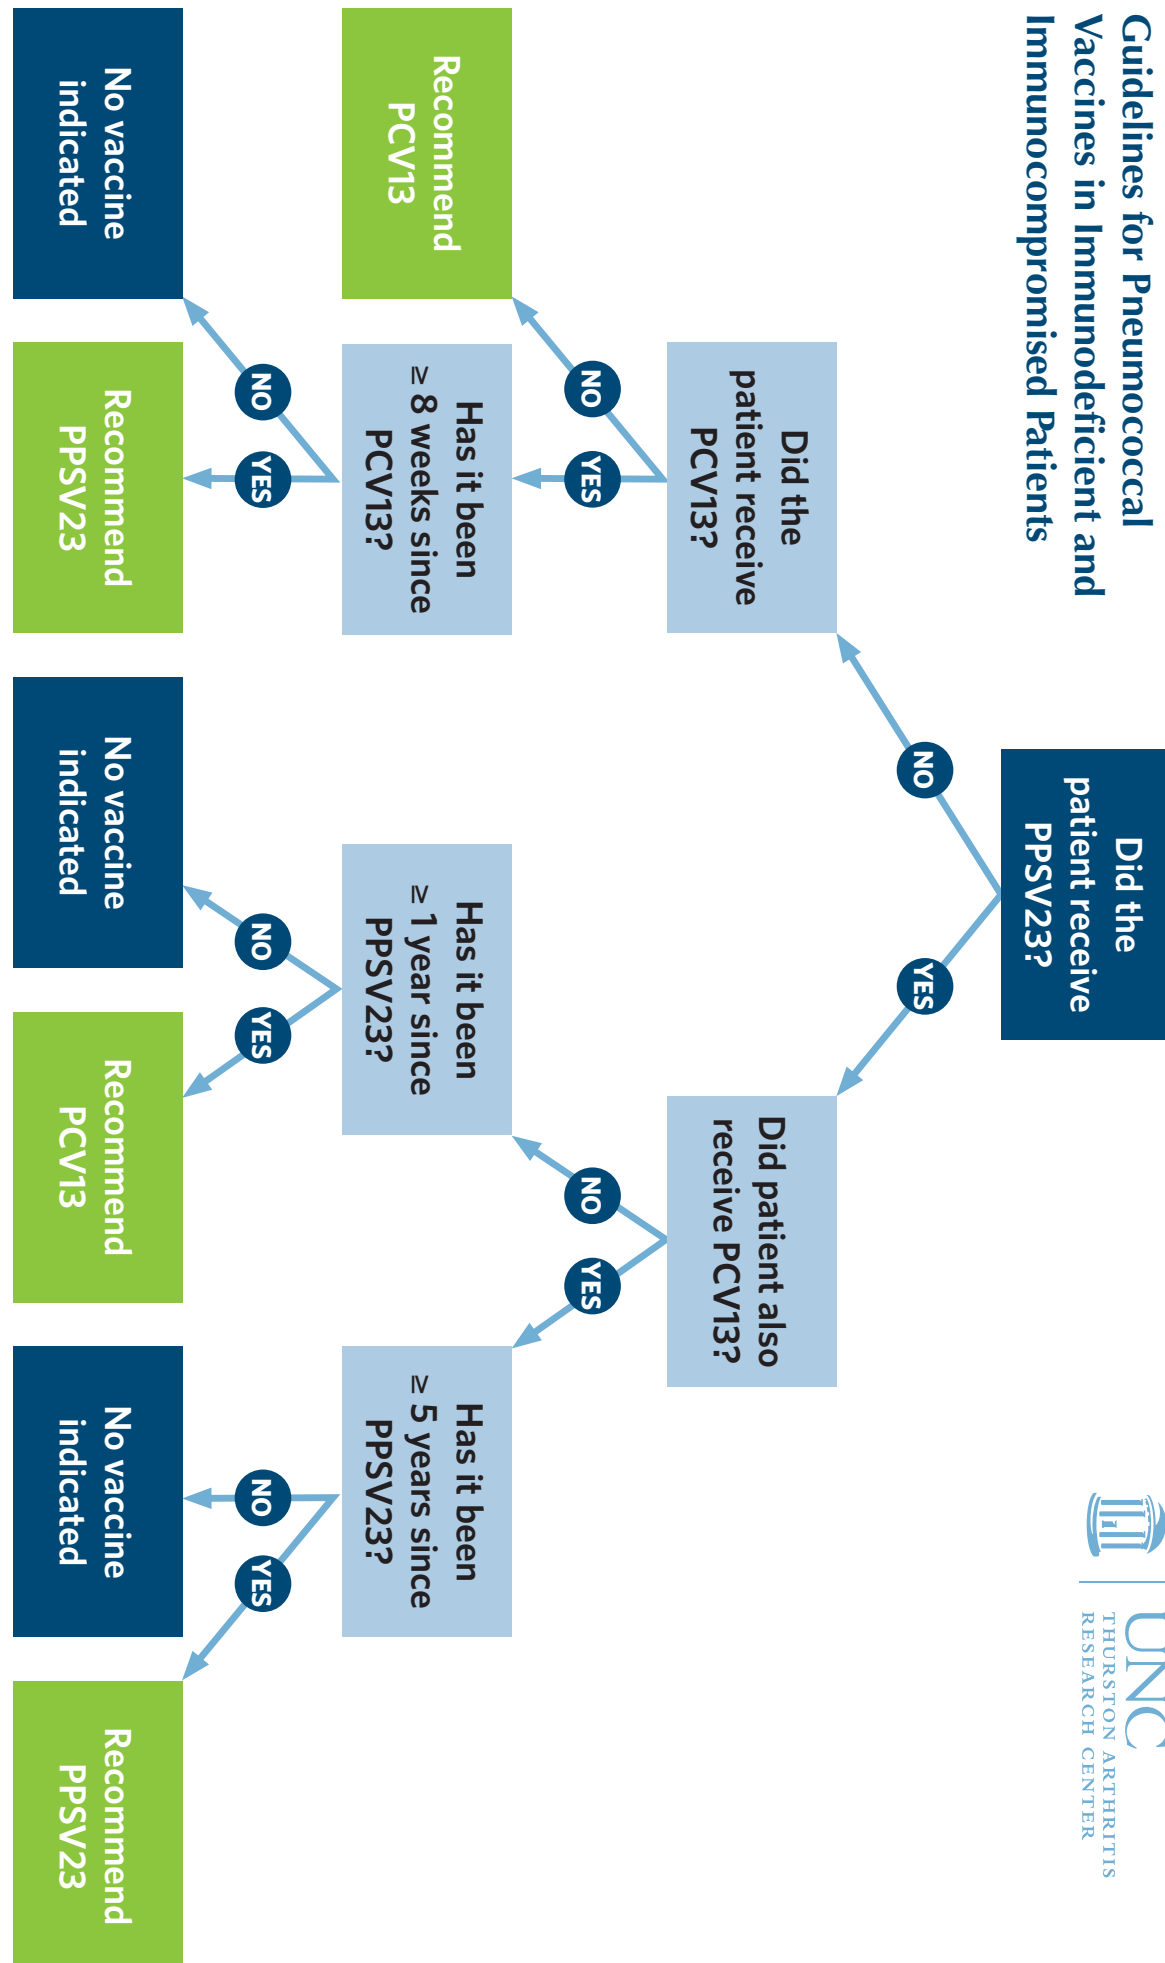 Guidelines for Pneumococcal
Vaccines in Immunodeficient and
Immunocompromised Patients
UNC
THURSTON ARTHRITIS
RESEARCH CENTER
Did the
patient receive
PPSV23?
NO
YES
Did the
patient receive
PCV13?
Did patient also
receive PCV13?
NO
YES
NO
YES
Recommend
PCV13
Has it been
≥ 8 weeks since
PCV13?
Has it been
≥ 1 year since
PPSV23?
Has it been
≥ 5 years since
PPSV23?
NO
YES
NO
YES
NO
YES
No vaccine
indicated
Recommend
PPSV23
No vaccine
indicated
Recommend
PCV13
No vaccine
indicated
Recommend
PPSV23